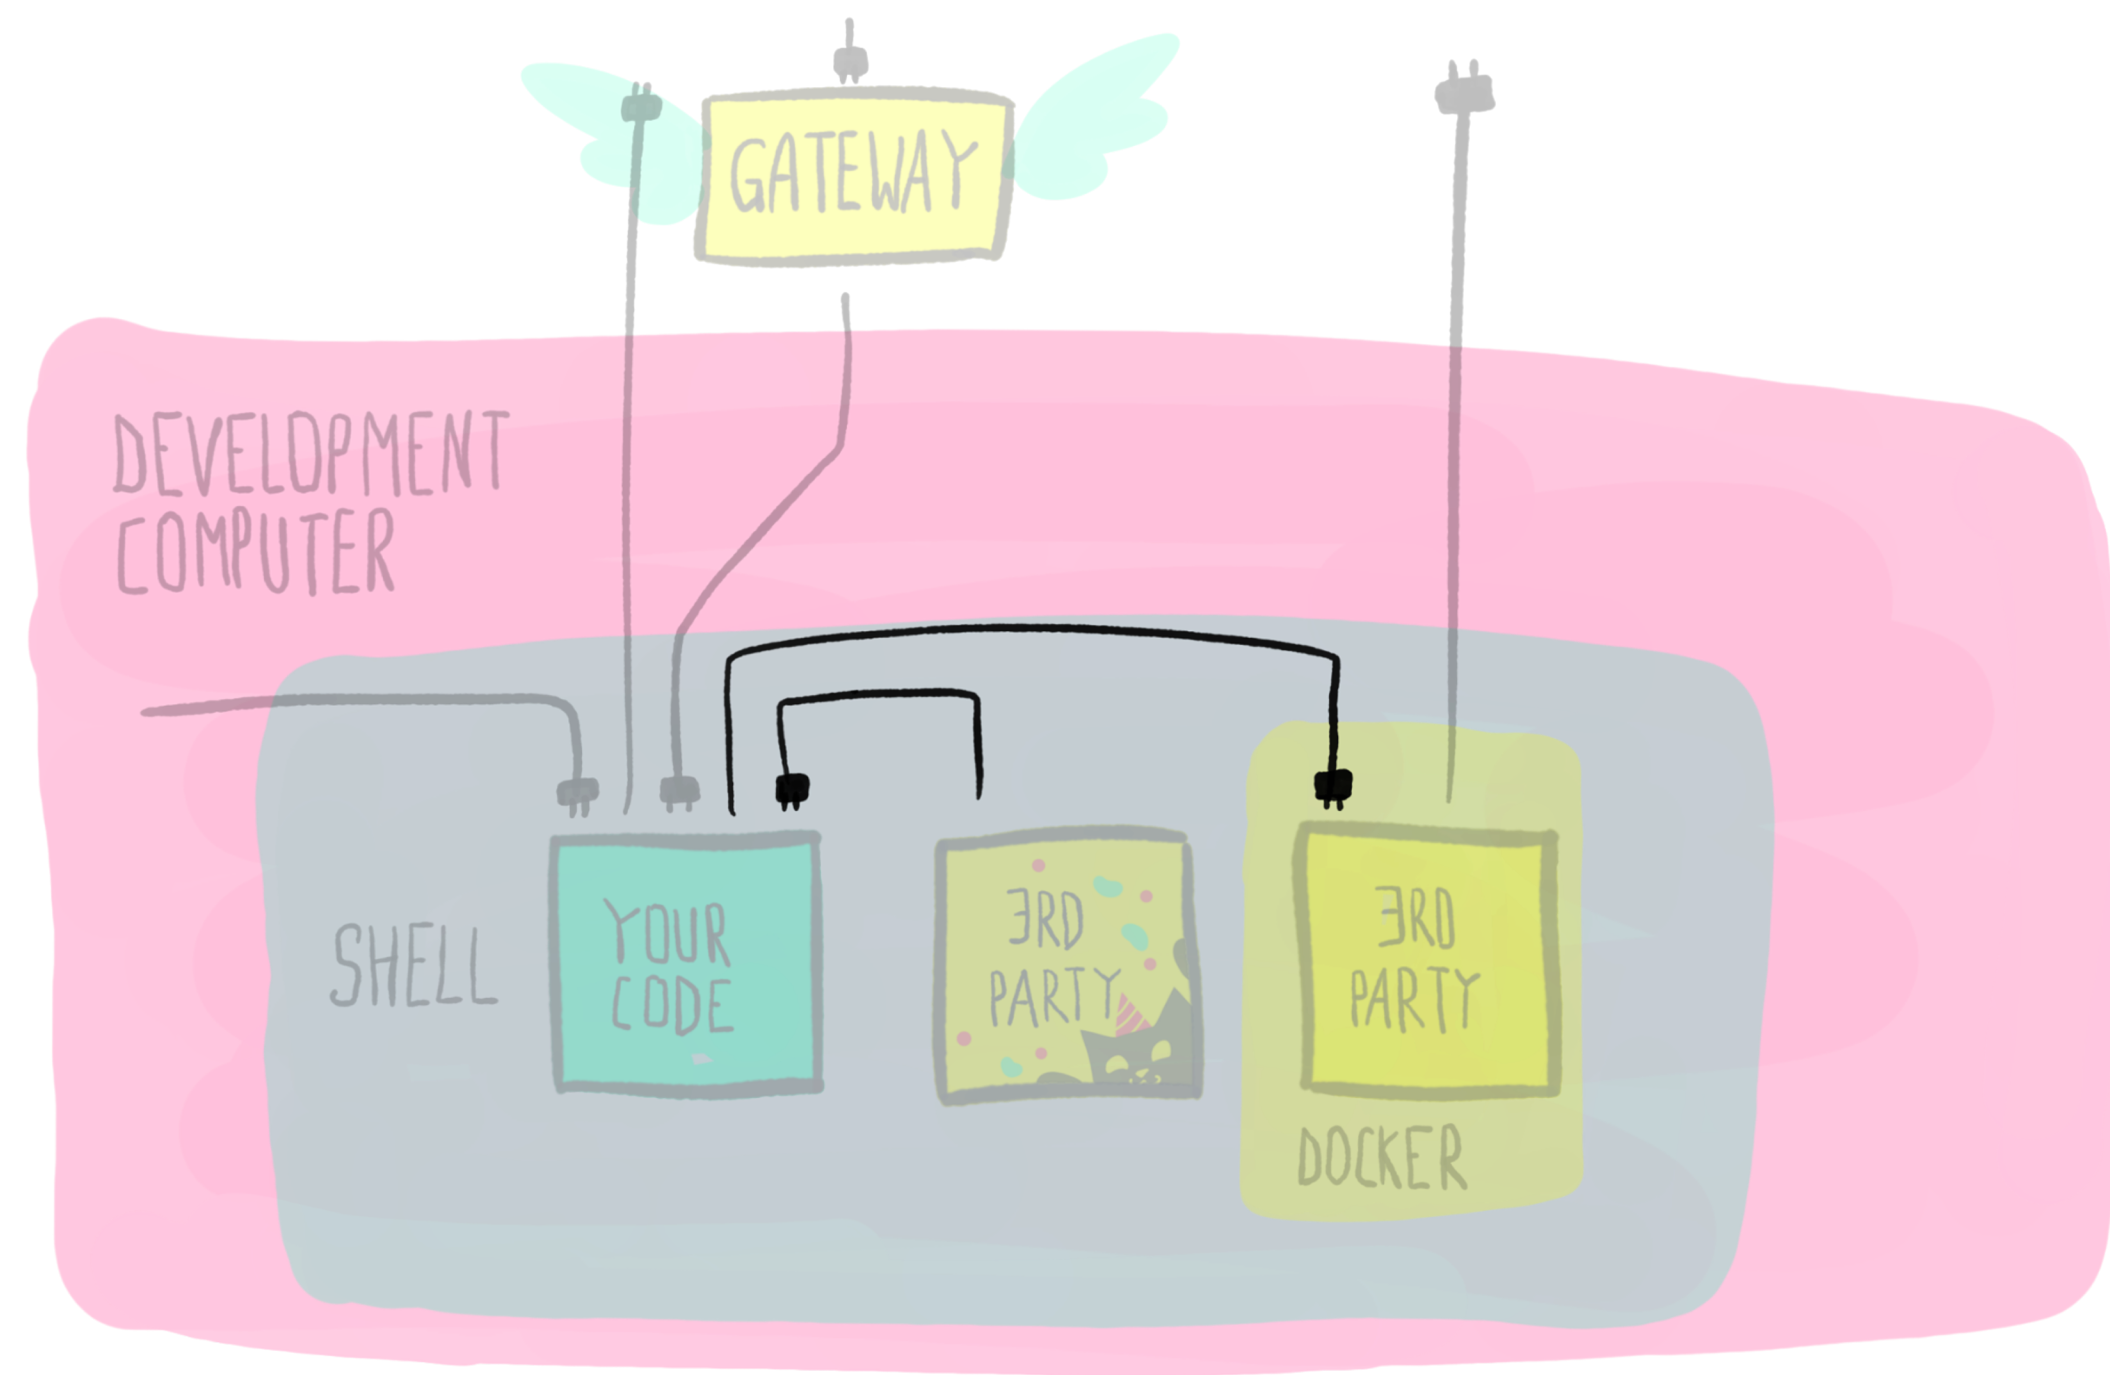 GATEWAY
DEVELOPMENT
COMPUTER
SHELL
YOUR
CODE
3RD
PARTY
3RD
PARTY
DOCKER